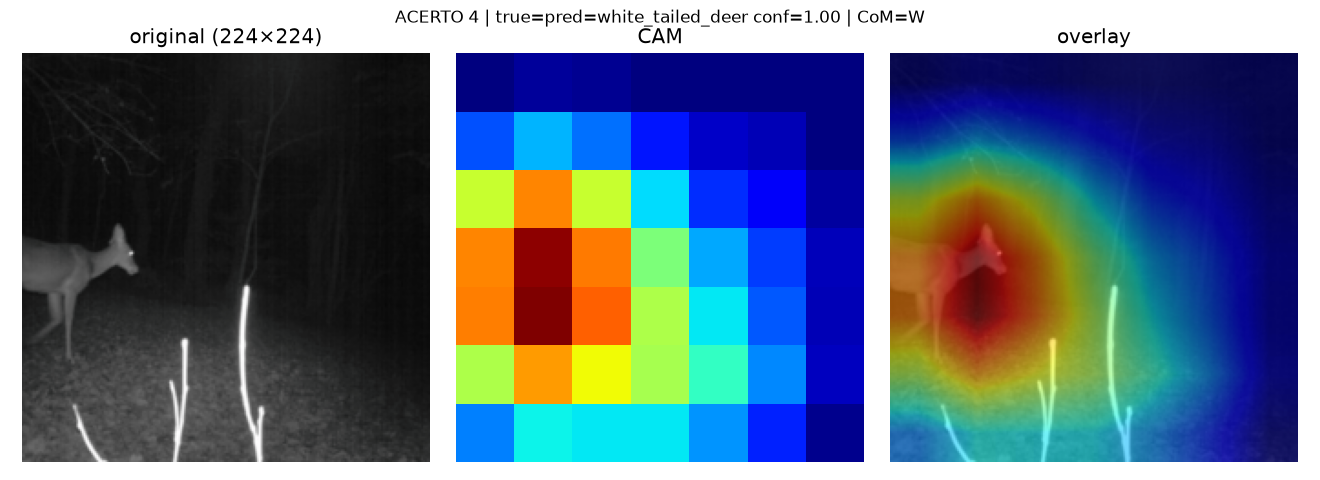 ACERTO 4 | true=pred=white_tailed_deer conf=1.00 | CoM=W
original (224×224)
CAM
overlay